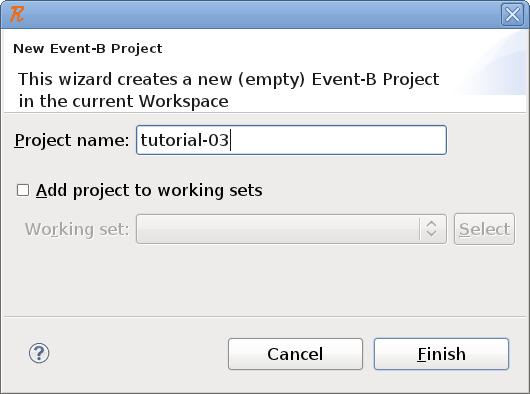 New Event-B Project
This wizard creates a new (empty) Event-B Project
in the current Workspace
Project name: tutorial-03
Add project to working sets
Working set: Select
?
Cancel Finish